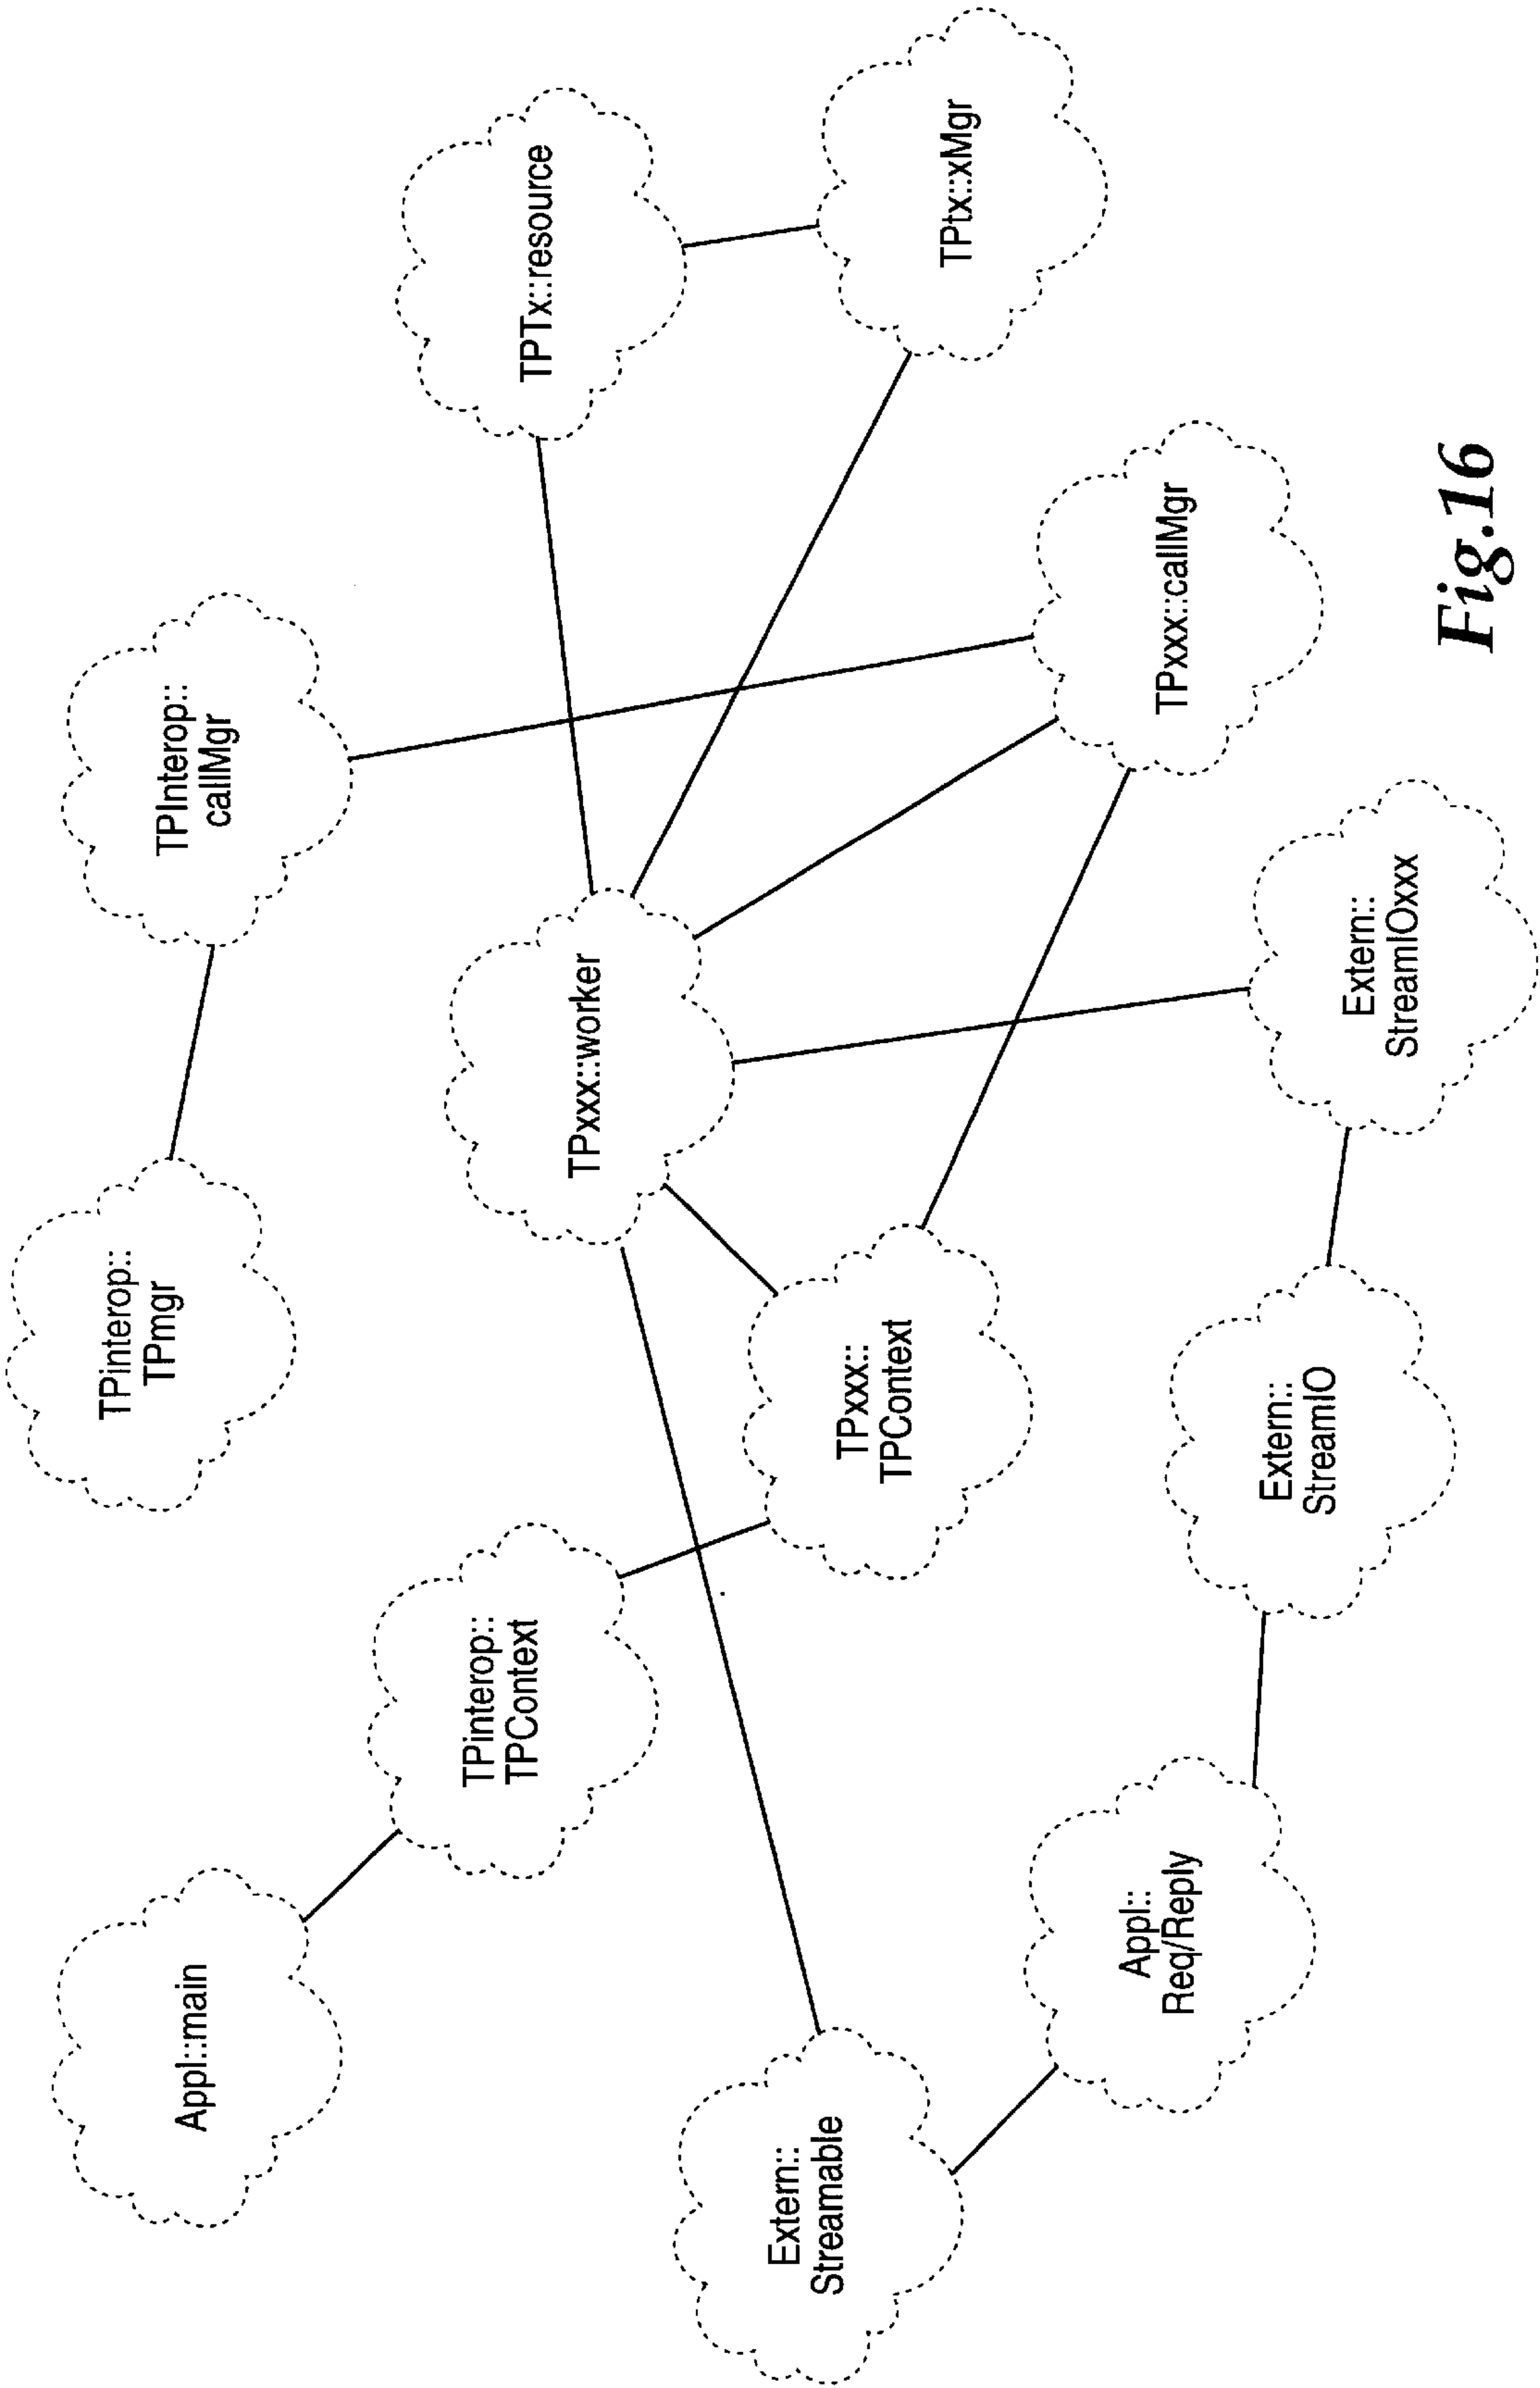 TPinterop::
TPmgr
TPInterop::
callMgr
Appl::main
TPinterop::
TPContext
TPxxx::worker
TPTx::resource
Extern::
Streamable
TPxxx::
TPContext
TPtx::xMgr
Appl::
Req/Reply
Extern::
StreamIO
Extern::
StreamIOxxx
TPxxx::callMgr
Fig.16